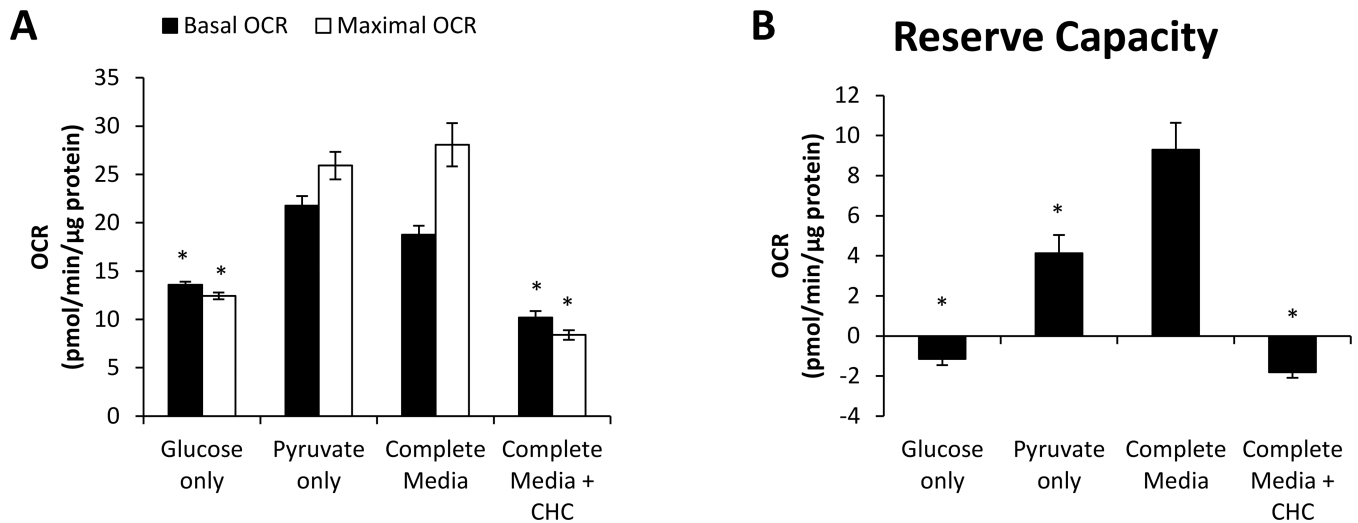 A
Basal OCR Maximal OCR
35
30
25
20
15
10
5
0
OCR
(pmol/min/µg protein)
* * * *
Glucose only
Pyruvate only
Complete Media
Complete Media + CHC
B
Reserve Capacity
12
10
8
6
4
2
0
-2
-4
OCR
(pmol/min/µg protein)
* * *
Glucose only
Pyruvate only
Complete Media
Complete Media + CHC